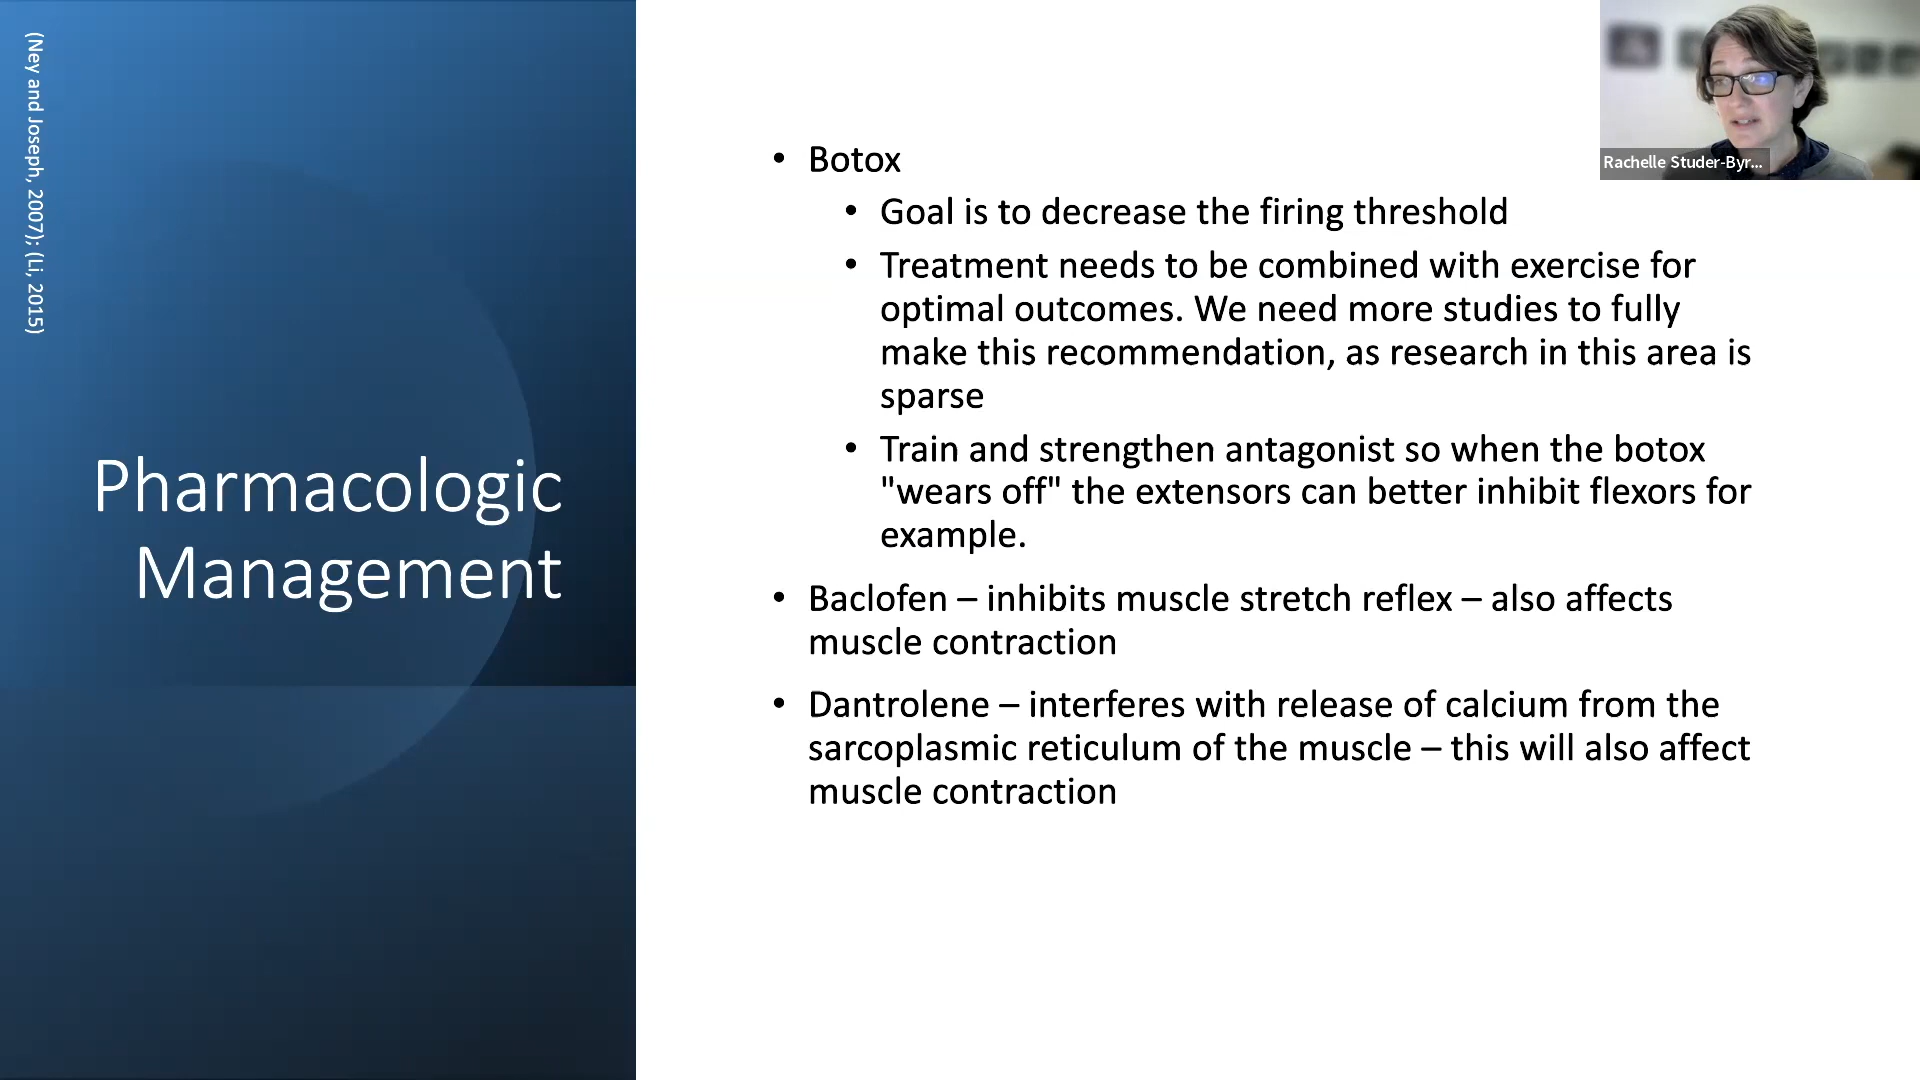 (Ney and Joseph, 2007); (Li, 2015)
Pharmacologic
Management
• Botox
• Goal is to decrease the firing threshold
• Treatment needs to be combined with exercise for
optimal outcomes. We need more studies to fully
make this recommendation, as research in this area is
sparse
• Train and strengthen antagonist so when the botox
"wears off" the extensors can better inhibit flexors for
example.
• Baclofen – inhibits muscle stretch reflex – also affects
muscle contraction
• Dantrolene – interferes with release of calcium from the
sarcoplasmic reticulum of the muscle – this will also affect
muscle contraction
Rachelle Studer-Byr...